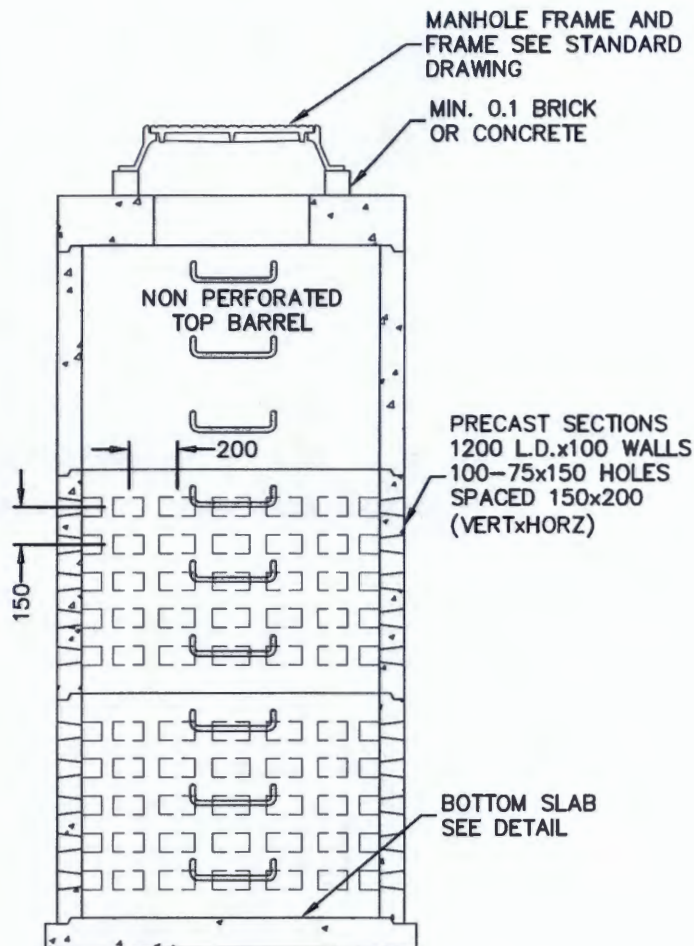 MANHOLE FRAME AND
FRAME SEE STANDARD
DRAWING
MIN. 0.1 BRICK
OR CONCRETE
NON PERFORATED
TOP BARREL
200
PRECAST SECTIONS
1200 L.D.x100 WALLS
100-75x150 HOLES
SPACED 150x200
(VERTxHORZ)
150
BOTTOM SLAB
SEE DETAIL